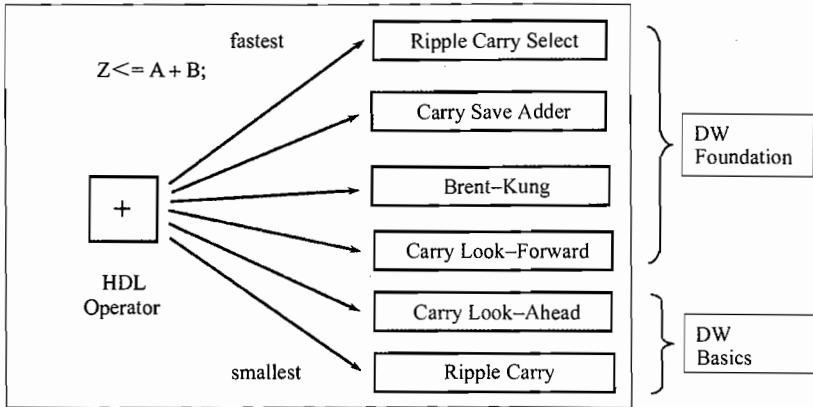 fastest
Ripple Carry Select
Z<= A + B;
Carry Save Adder
DW
Foundation
Brent–Kung
+
Carry Look–Forward
HDL
Operator
Carry Look–Ahead
DW
Basics
smallest
Ripple Carry